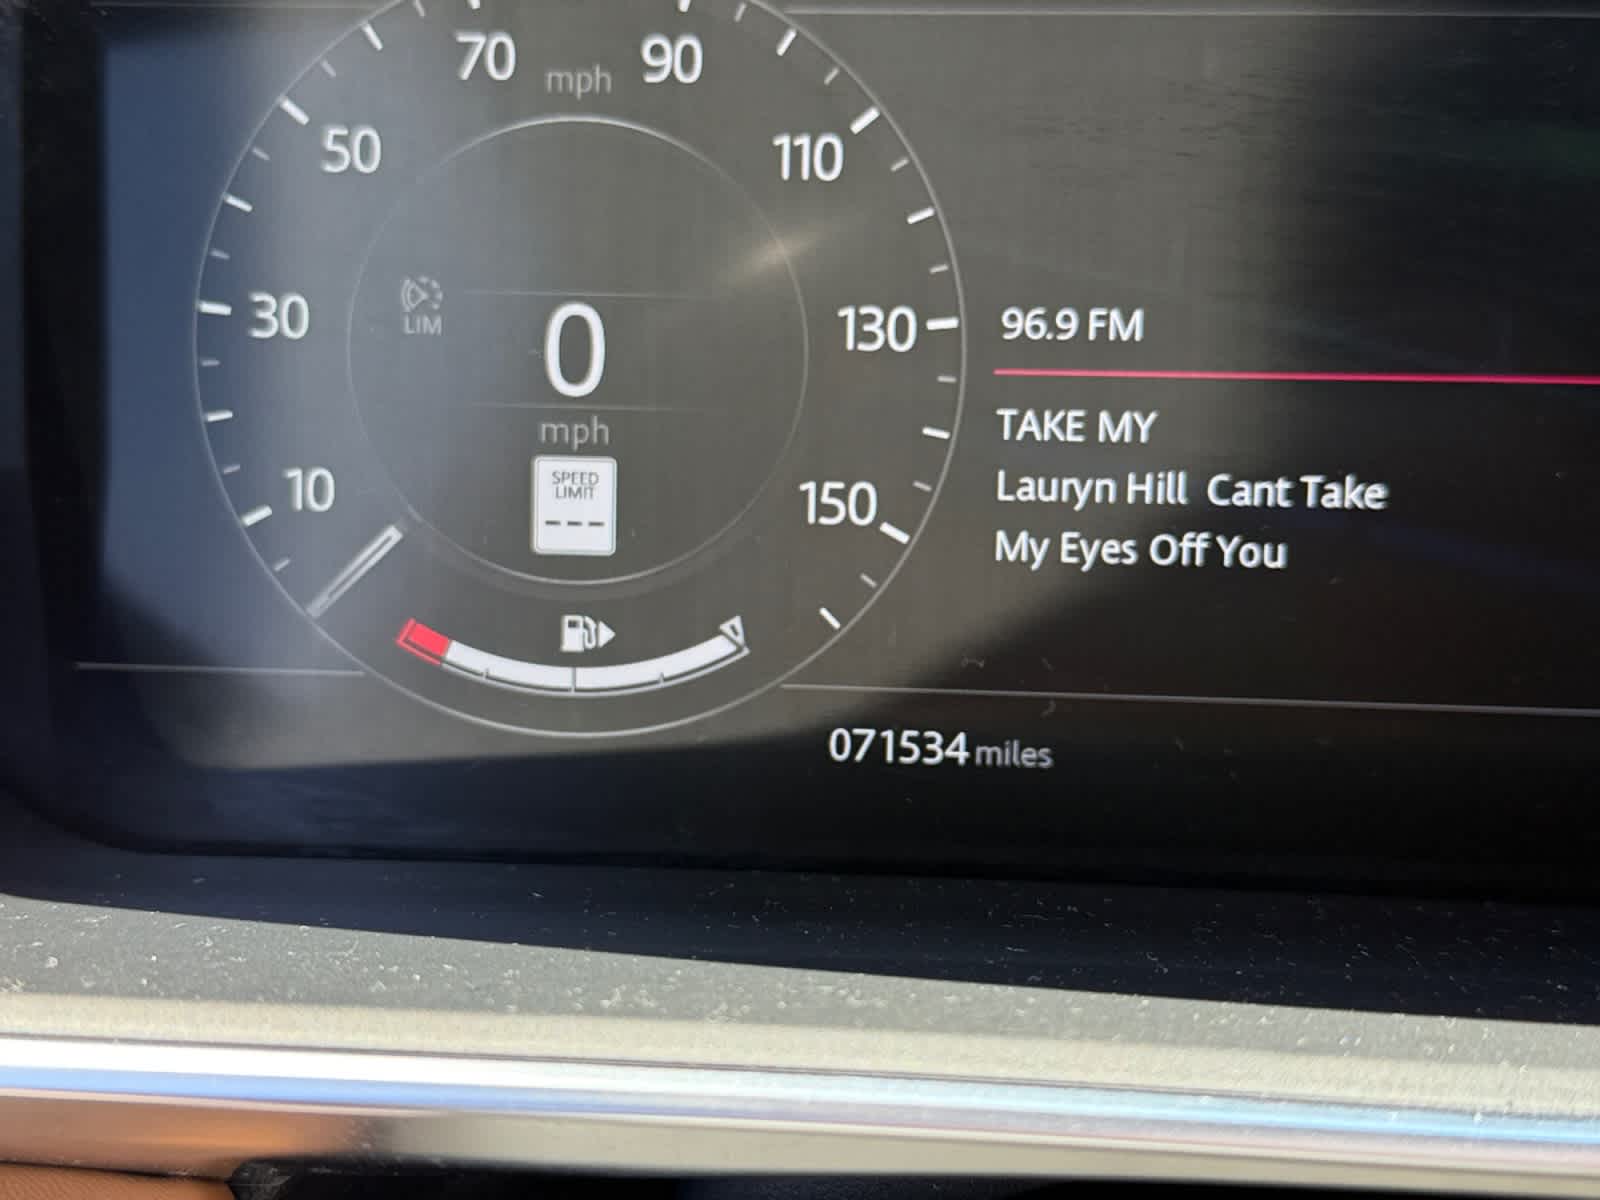 70 mph 90
50
110
30
LIM
0
130
mph
10
SPEED
LIMIT
---
150
96.9 FM
TAKE MY
Lauryn Hill Cant Take
My Eyes Off You
071534 miles